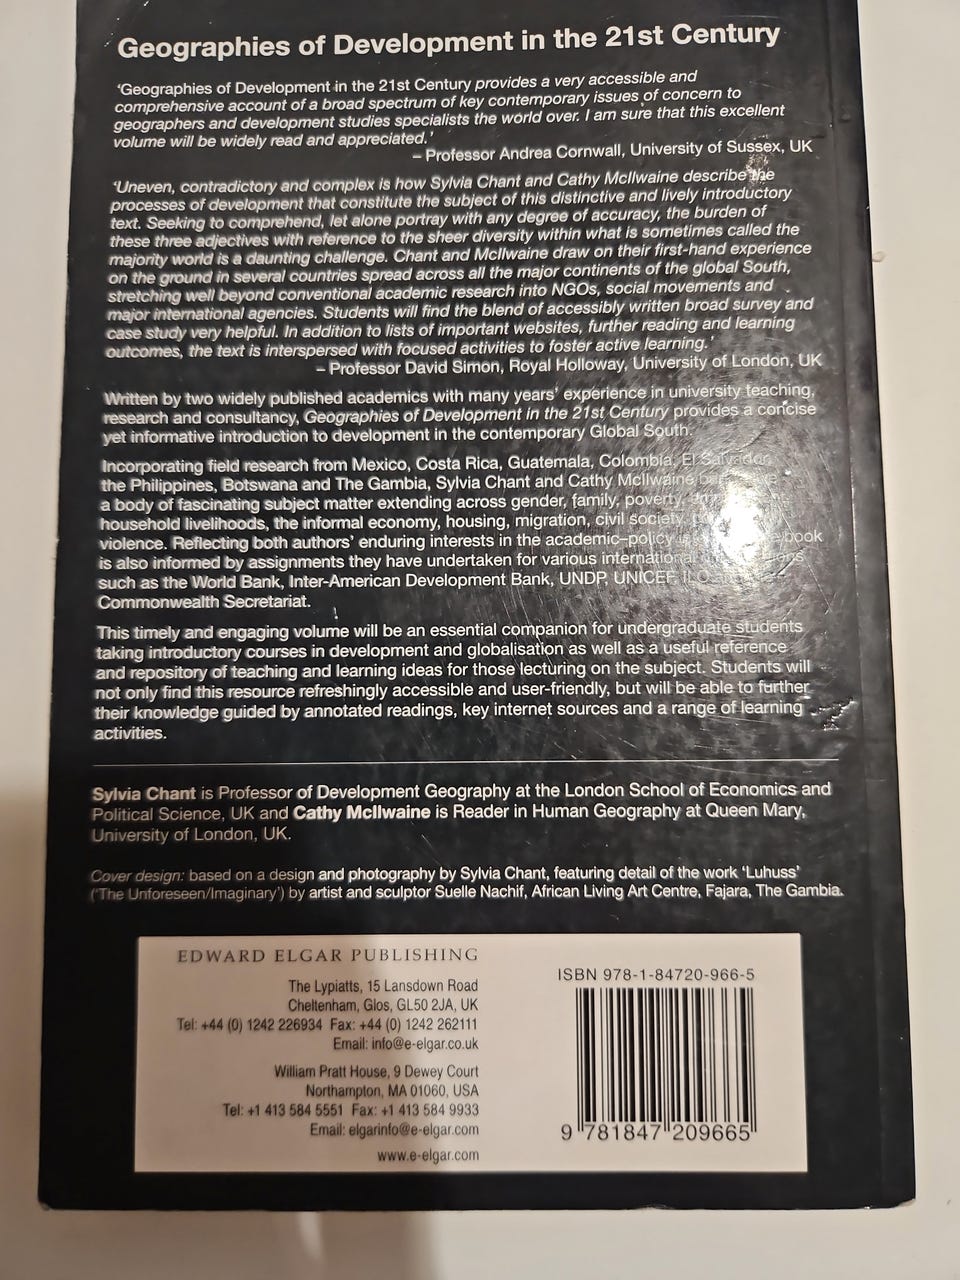 Geographies of Development in the 21st Century
'Geographies of Development in the 21st Century provides a very accessible and
comprehensive account of a broad spectrum of key contemporary issues of concern to
geographers and development studies specialists the world over. I am sure that this excellent
volume will be widely read and appreciated.'
– Professor Andrea Cornwall, University of Sussex, UK
'Uneven, contradictory and complex is how Sylvia Chant and Cathy McIlwaine describe the
processes of development that constitute the subject of this distinctive and lively introductory
text. Seeking to comprehend, let alone portray with any degree of accuracy, the burden of
these three adjectives with reference to the sheer diversity within what is sometimes called the
majority world is a daunting challenge. Chant and McIlwaine draw on their first-hand experience
on the ground in several countries spread across all the major continents of the global South,
stretching well beyond conventional academic research into NGOs, social movements and
major international agencies. Students will find the blend of accessibly written broad survey and
case study very helpful. In addition to lists of important websites, further reading and learning
outcomes, the text is interspersed with focused activities to foster active learning.'
– Professor David Simon, Royal Holloway, University of London, UK
Written by two widely published academics with many years' experience in university teaching,
research and consultancy, Geographies of Development in the 21st Century provides a concise
yet informative introduction to development in the contemporary Global South.
Incorporating field research from Mexico, Costa Rica, Guatemala, Colombia, El Salvador,
the Philippines, Botswana and The Gambia, Sylvia Chant and Cathy McIlwaine
a body of fascinating subject matter extending across gender, family, poverty,
household livelihoods, the informal economy, housing, migration, civil society,
violence. Reflecting both authors' enduring interests in the academic–policy book
is also informed by assignments they have undertaken for various international
such as the World Bank, Inter-American Development Bank, UNDP, UNICEF, ILO
Commonwealth Secretariat.
This timely and engaging volume will be an essential companion for undergraduate students
taking introductory courses in development and globalisation as well as a useful reference
and repository of teaching and learning ideas for those lecturing on the subject. Students will
not only find this resource refreshingly accessible and user-friendly, but will be able to further
their knowledge guided by annotated readings, key internet sources and a range of learning
activities.
Sylvia Chant is Professor of Development Geography at the London School of Economics and
Political Science, UK and Cathy McIlwaine is Reader in Human Geography at Queen Mary,
University of London, UK.
Cover design: based on a design and photography by Sylvia Chant, featuring detail of the work 'Luhuss'
('The Unforeseen/Imaginary') by artist and sculptor Suelle Nachif, African Living Art Centre, Fajara, The Gambia.
EDWARD ELGAR PUBLISHING
The Lypiatts, 15 Lansdown Road
Cheltenham, Glos, GL50 2JA, UK
Tel: +44 (0) 1242 226934 Fax: +44 (0) 1242 262111
Email: info@e-elgar.co.uk
William Pratt House, 9 Dewey Court
Northampton, MA 01060, USA
Tel: +1 413 584 5551 Fax: +1 413 584 9933
Email: elgarinfo@e-elgar.com
www.e-elgar.com
ISBN 978-1-84720-966-5
9 781847 209665